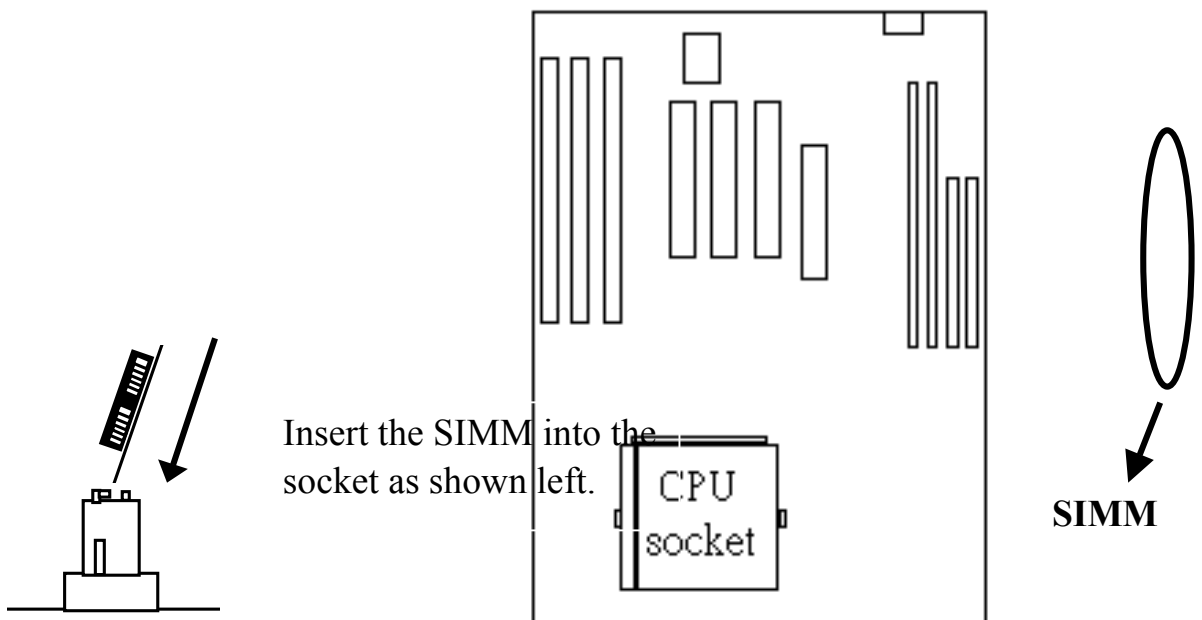 Insert the SIMM into the
socket as shown left.
CPU
socket
SIMM